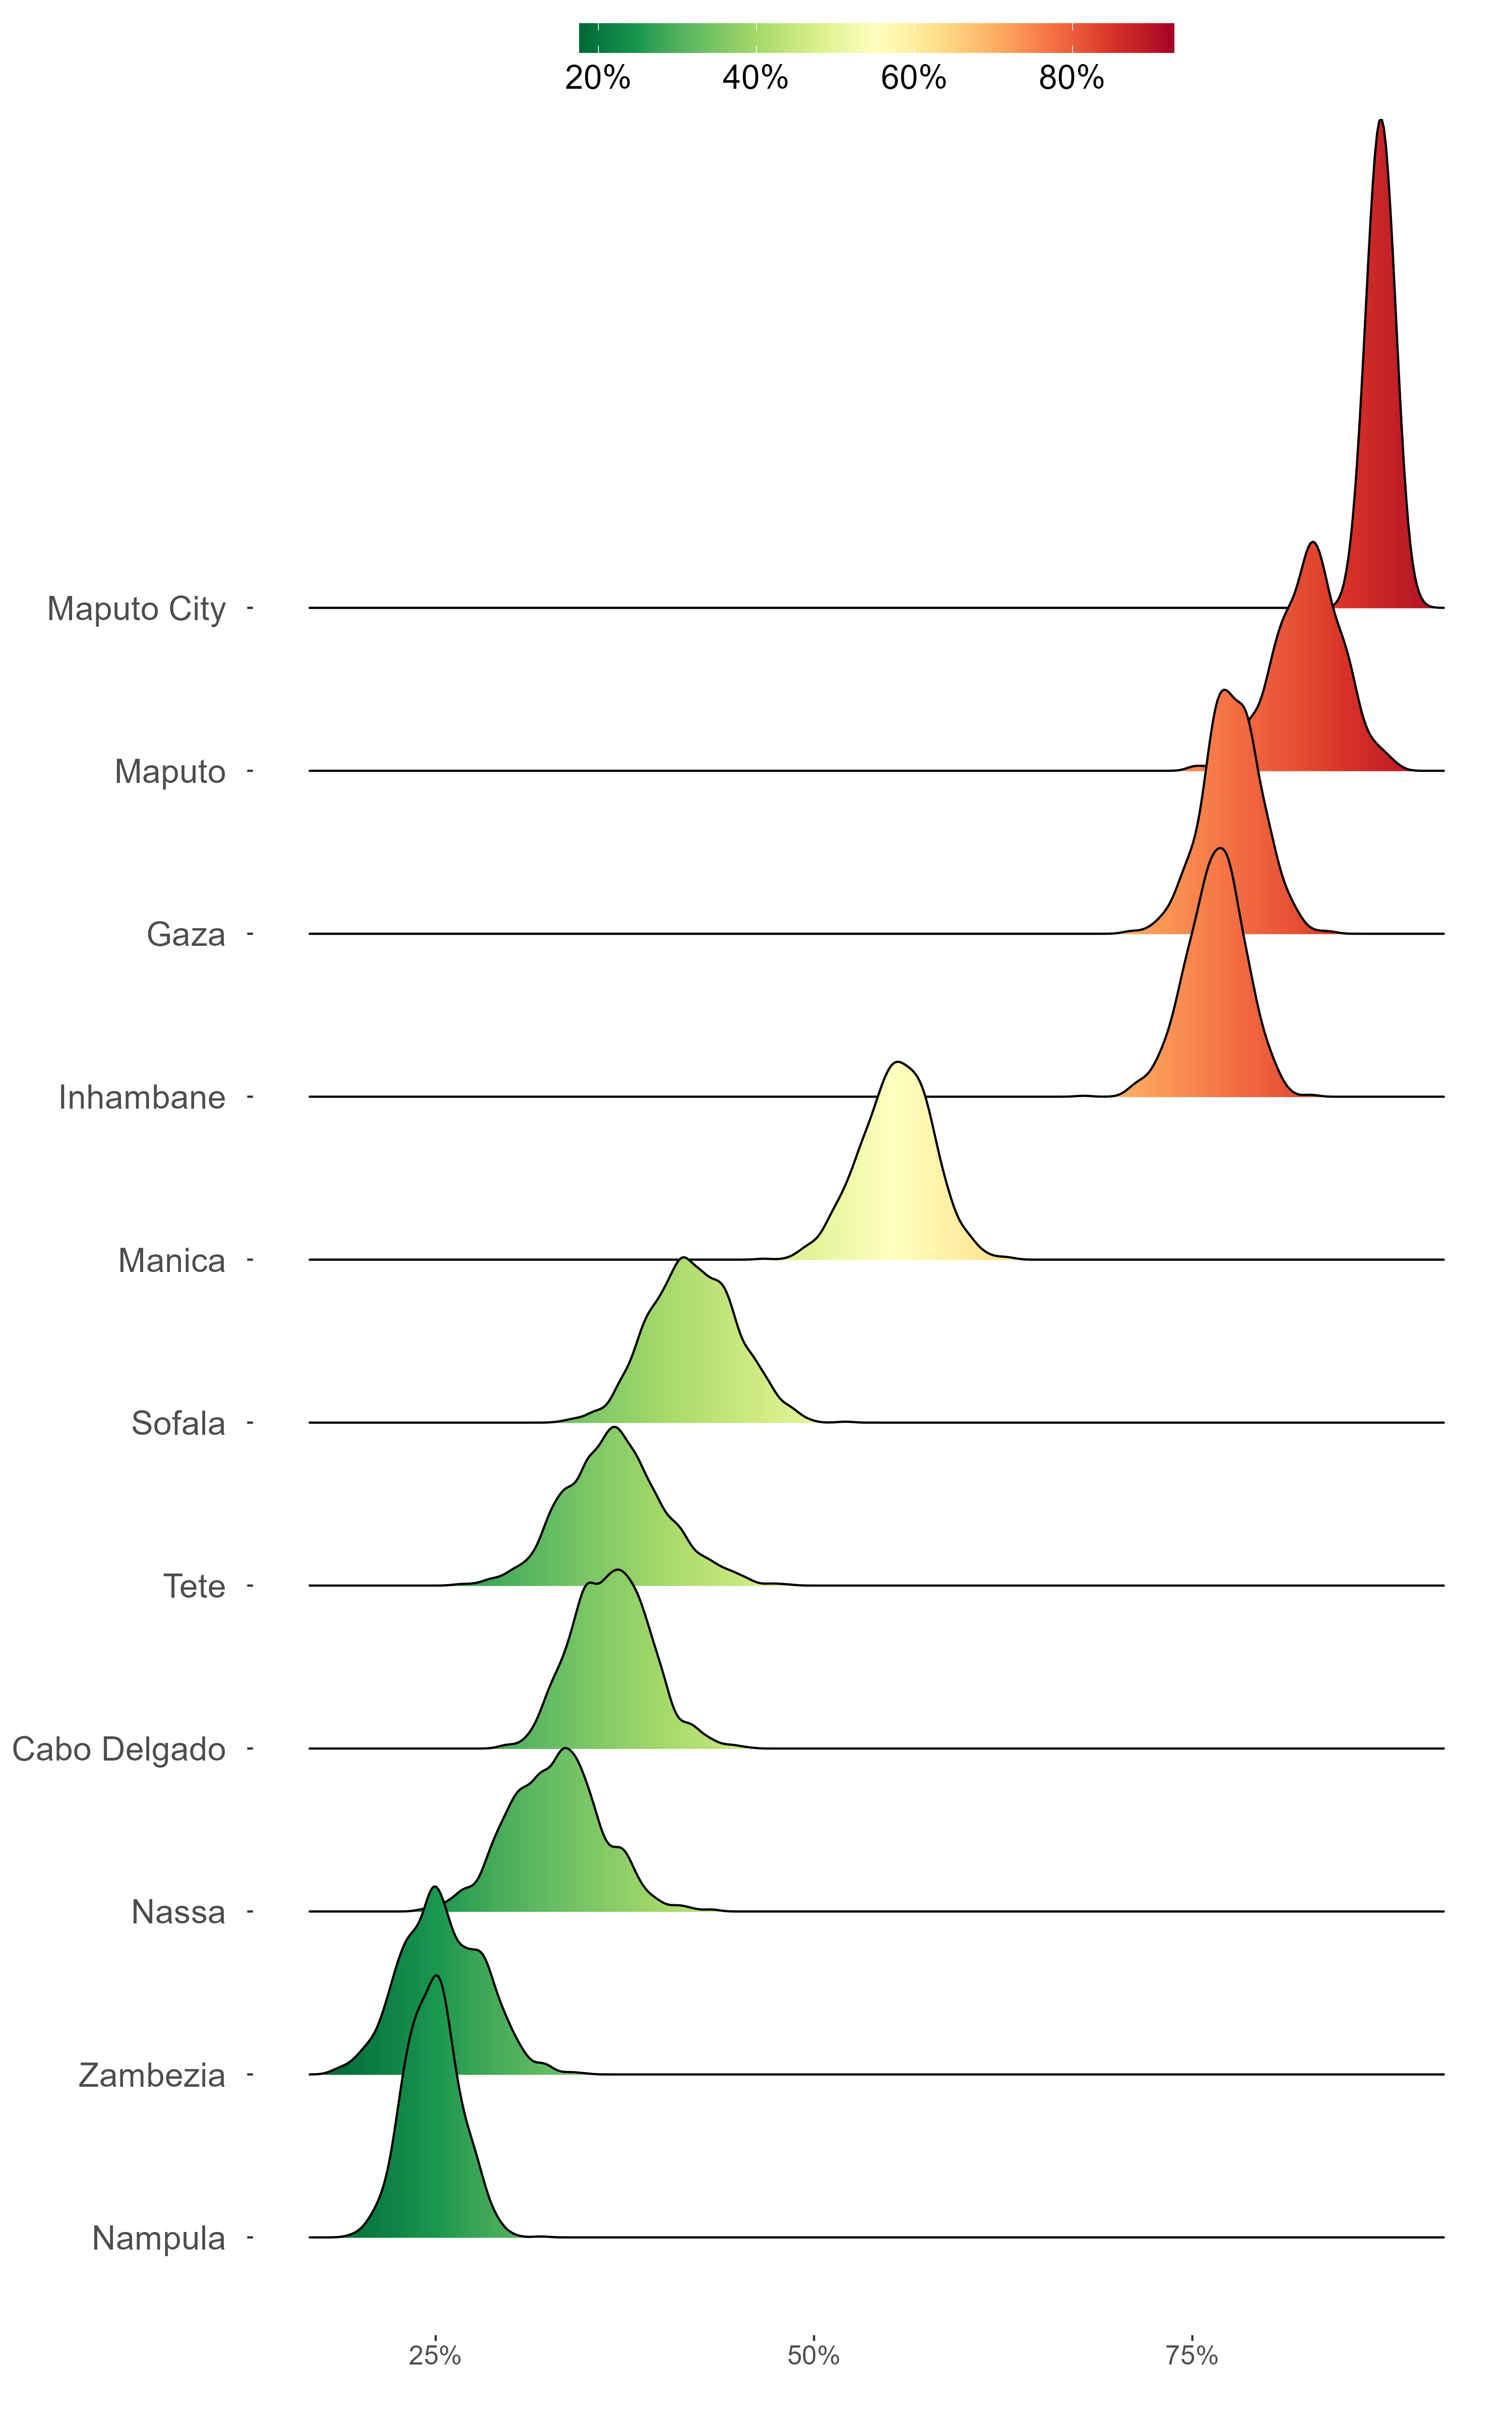 20% 40% 60% 80%
Maputo City
Maputo
Gaza
Inhambane
Manica
Sofala
Tete
Cabo Delgado
Nassa
Zambezia
Nampula
25% 50% 75%